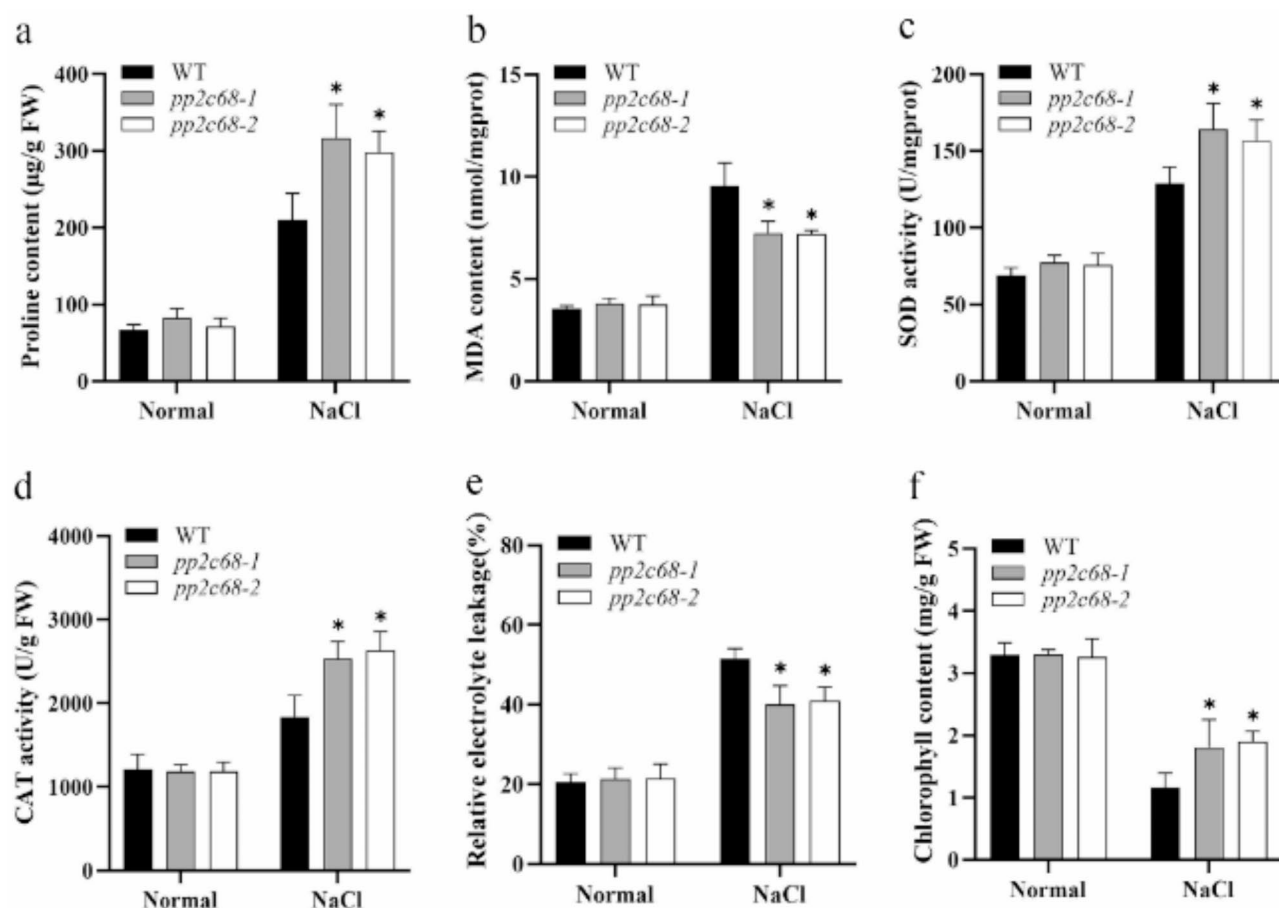 a
Proline content (µg/g FW)
400
300
200
100
0
WT
pp2c68-1
pp2c68-2
*
*
Normal
NaCl
b
MDA content (nmol/mgprot)
15
10
5
0
WT
pp2c68-1
pp2c68-2
*
*
Normal
NaCl
c
SOD activity (U/mgprot)
200
150
100
50
0
WT
pp2c68-1
pp2c68-2
*
*
Normal
NaCl
d
CAT activity (U/g FW)
4000
3000
2000
1000
0
WT
pp2c68-1
pp2c68-2
*
*
Normal
NaCl
e
Relative electrolyte leakage(%)
80
60
40
20
0
WT
pp2c68-1
pp2c68-2
*
*
Normal
NaCl
f
Chlorophyll content (mg/g FW)
5
4
3
2
1
0
WT
pp2c68-1
pp2c68-2
*
*
Normal
NaCl